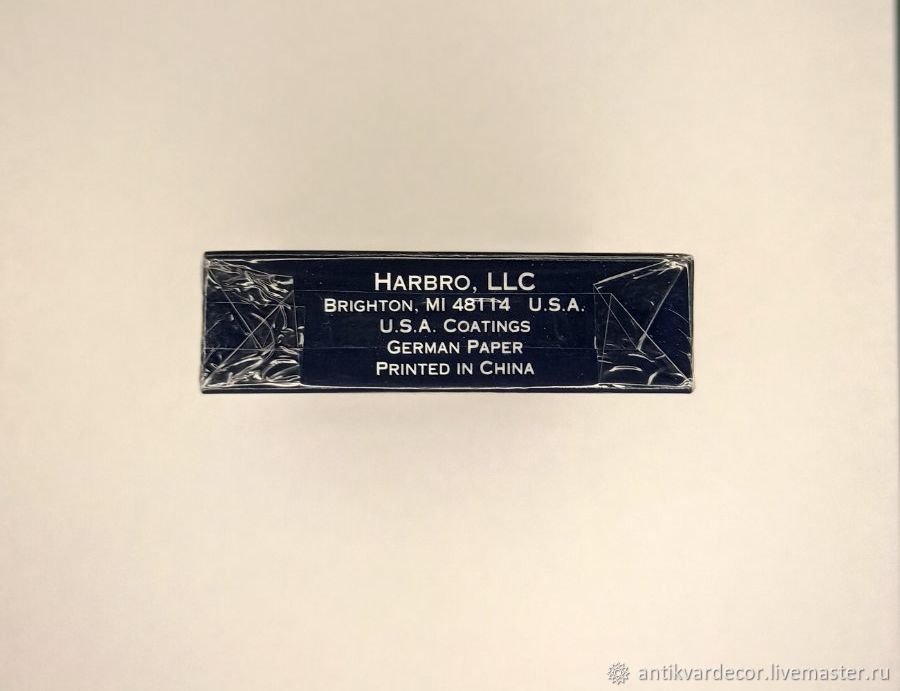 HARBRO, LLC
BRIGHTON, MI 48114 U.S.A.
U.S.A. COATINGS
GERMAN PAPER
PRINTED IN CHINA
antikvardecor.livemaster.ru